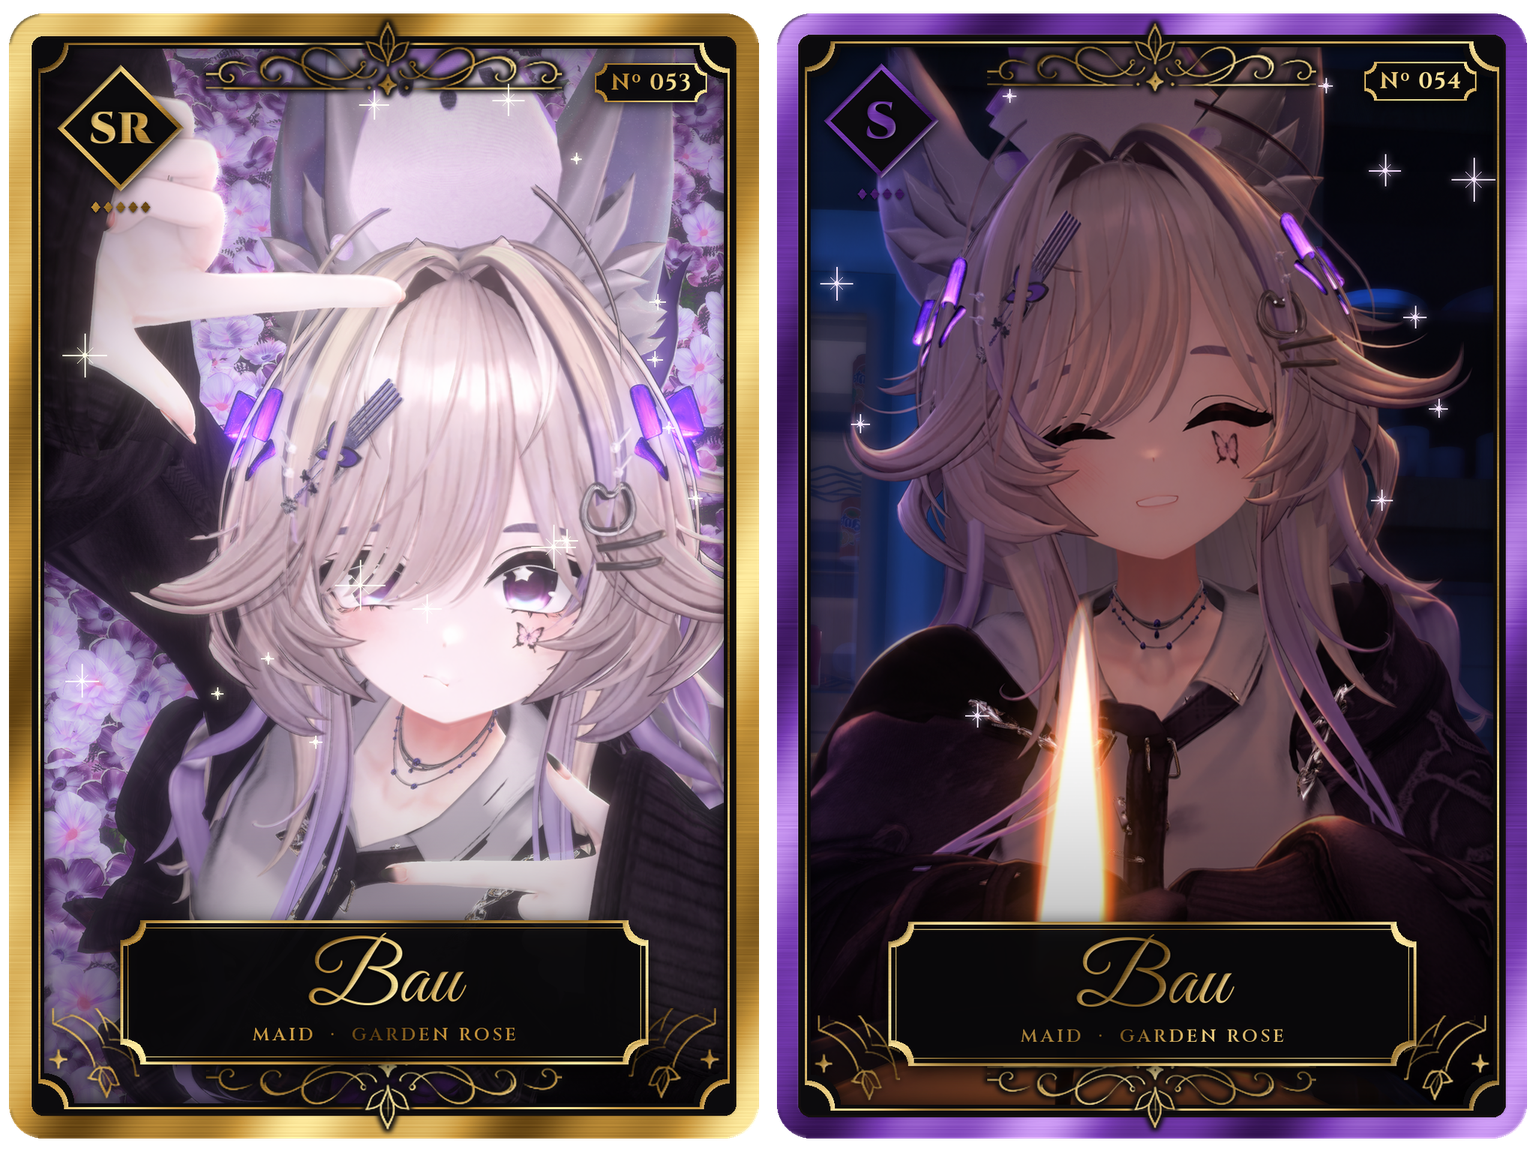 SR
Nº 053
Bau
MAID · GARDEN ROSE
S
Nº 054
Bau
MAID · GARDEN ROSE